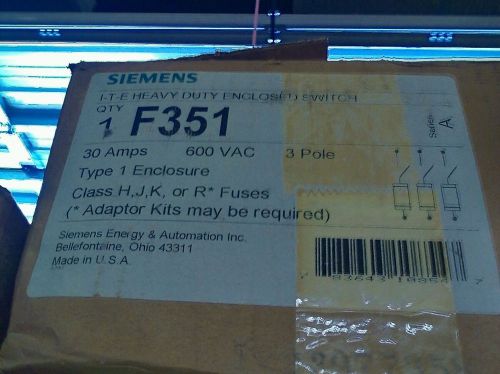 SIEMENS
I-T-E HEAVY DUTY ENCLOSED SWITCH
QTY
1 F351
Series
A
30 Amps 600 VAC 3 Pole
Type 1 Enclosure
Class H,J,K, or R* Fuses
(* Adaptor Kits may be required)
Siemens Energy & Automation Inc.
Bellefontaine, Ohio 43311
Made in U.S.A.